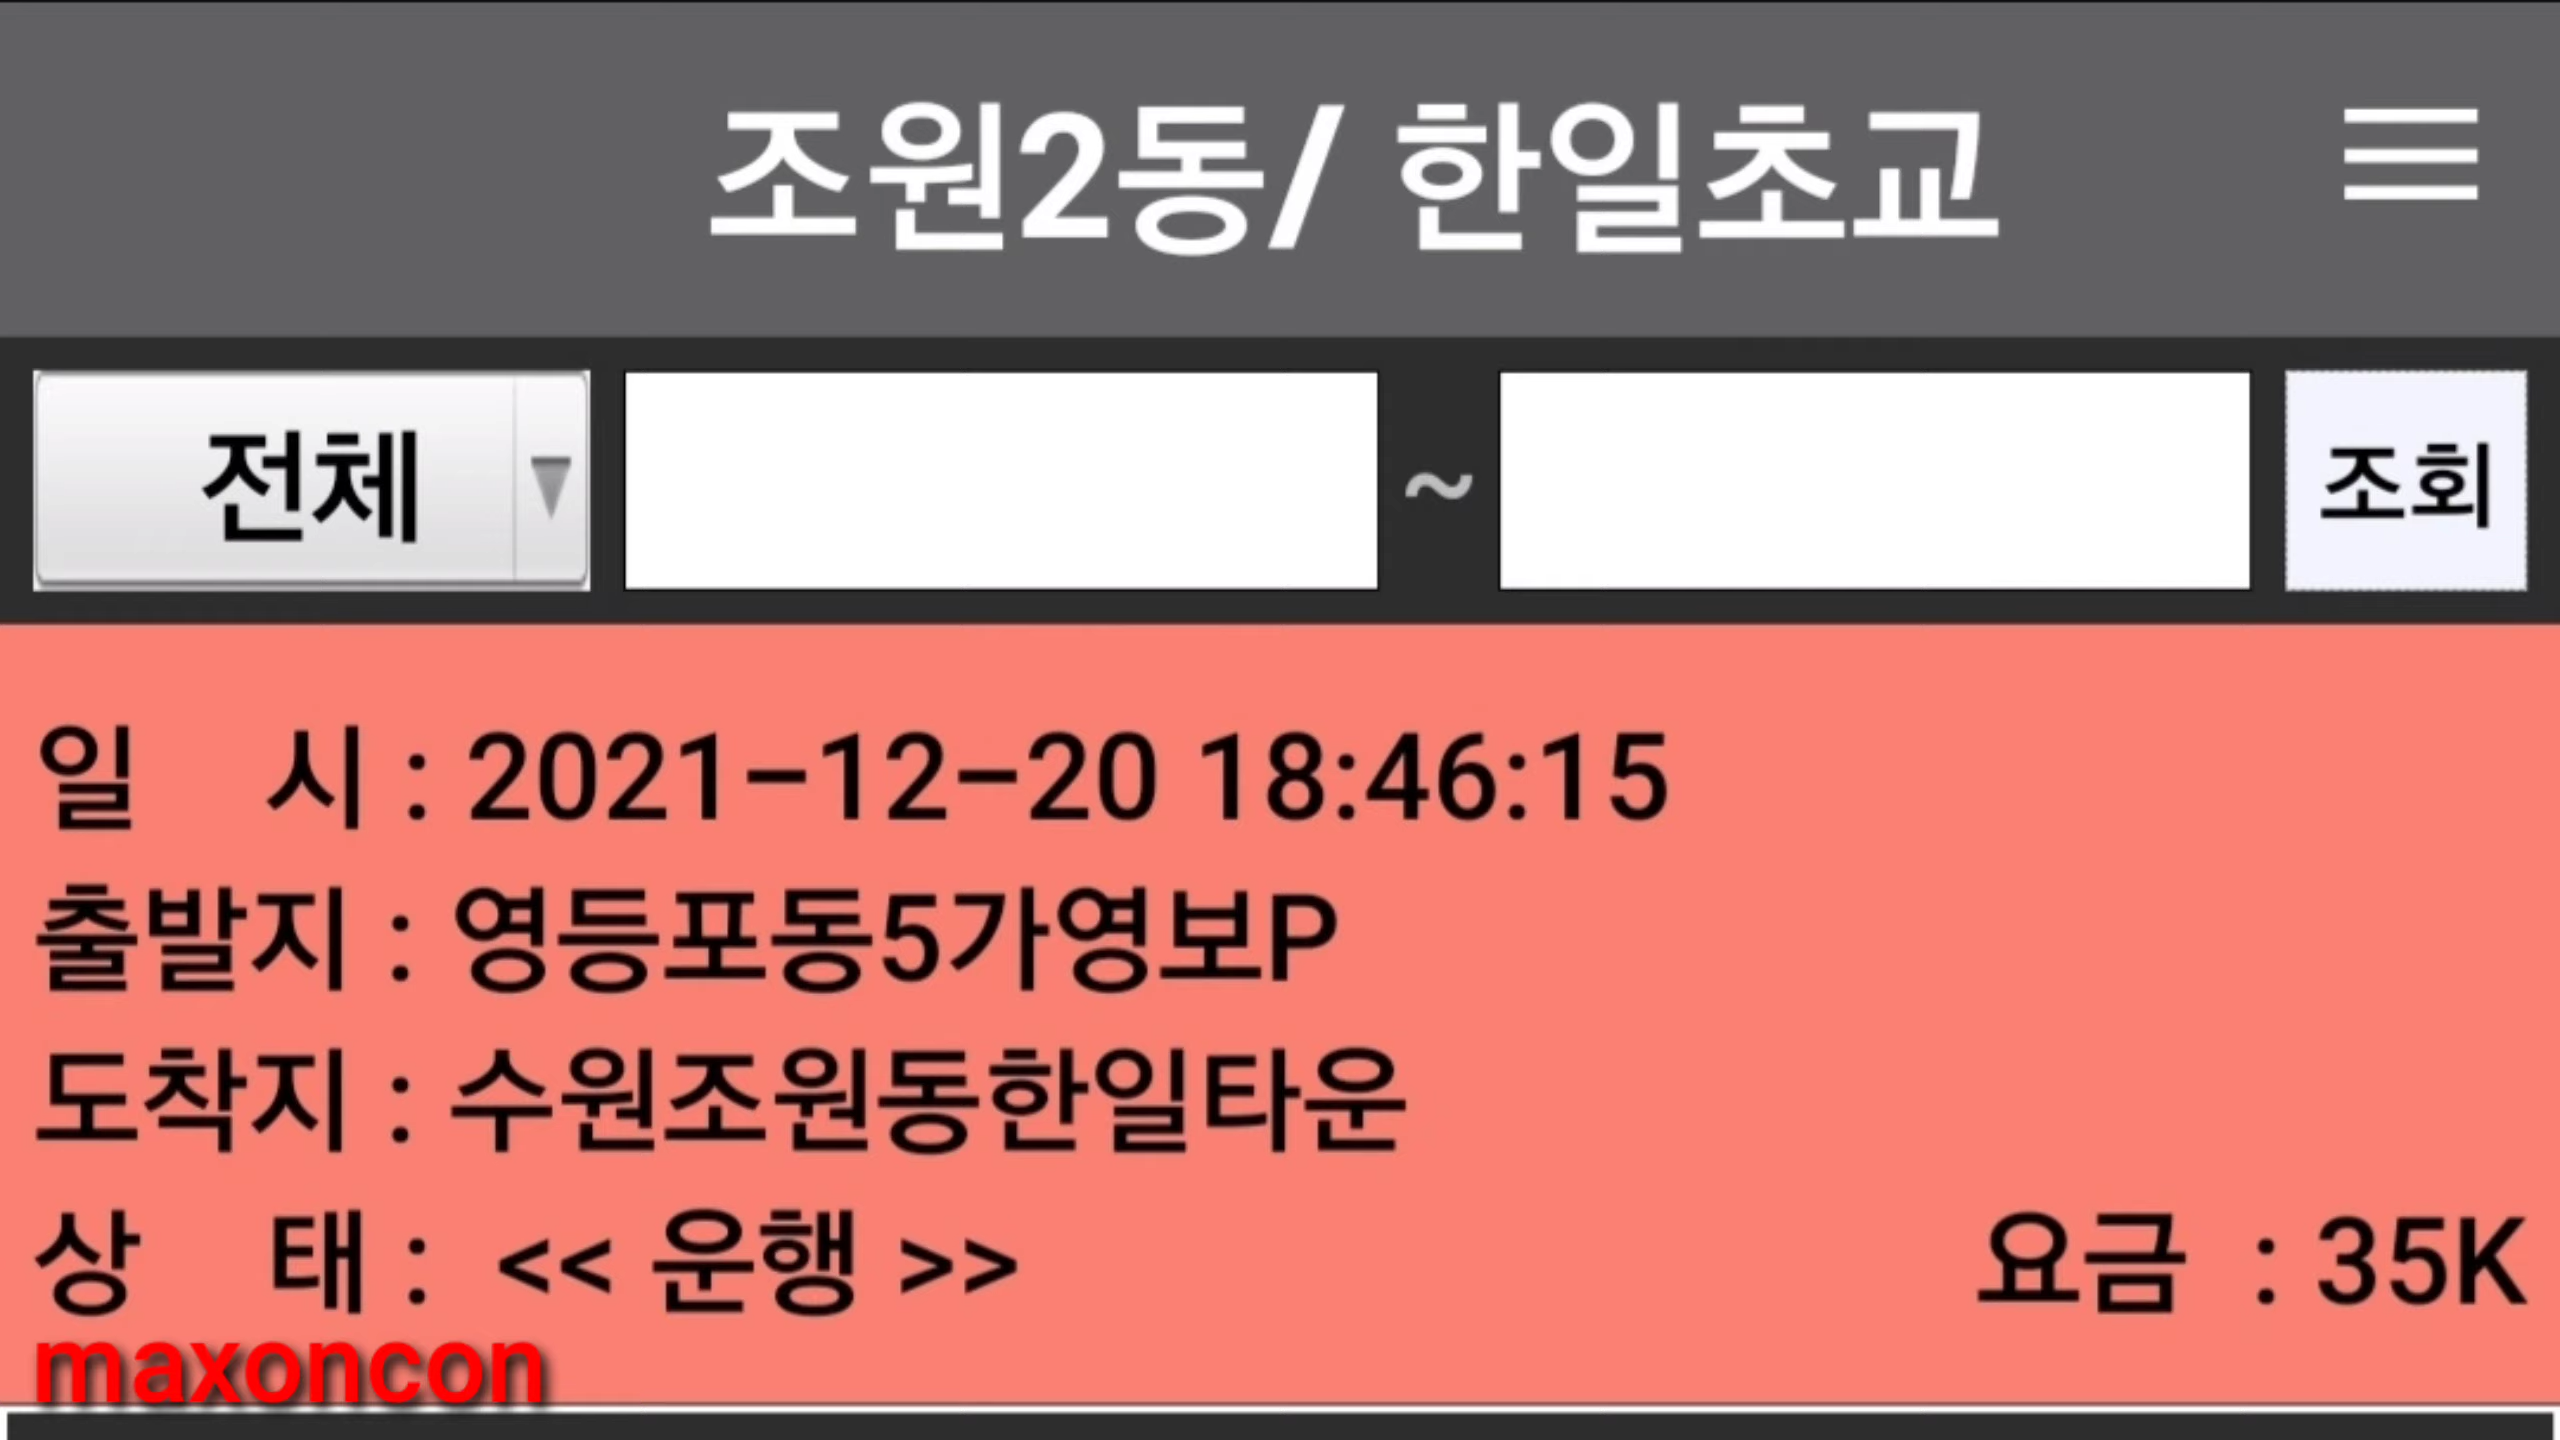 조원2동/ 한일초교
전체 ~ 조회
일 시 : 2021-12-20 18:46:15
출발지 : 영등포동5가영보P
도착지 : 수원조원동한일타운
상 태 : << 운행 >> 요금 : 35K
maxoncon